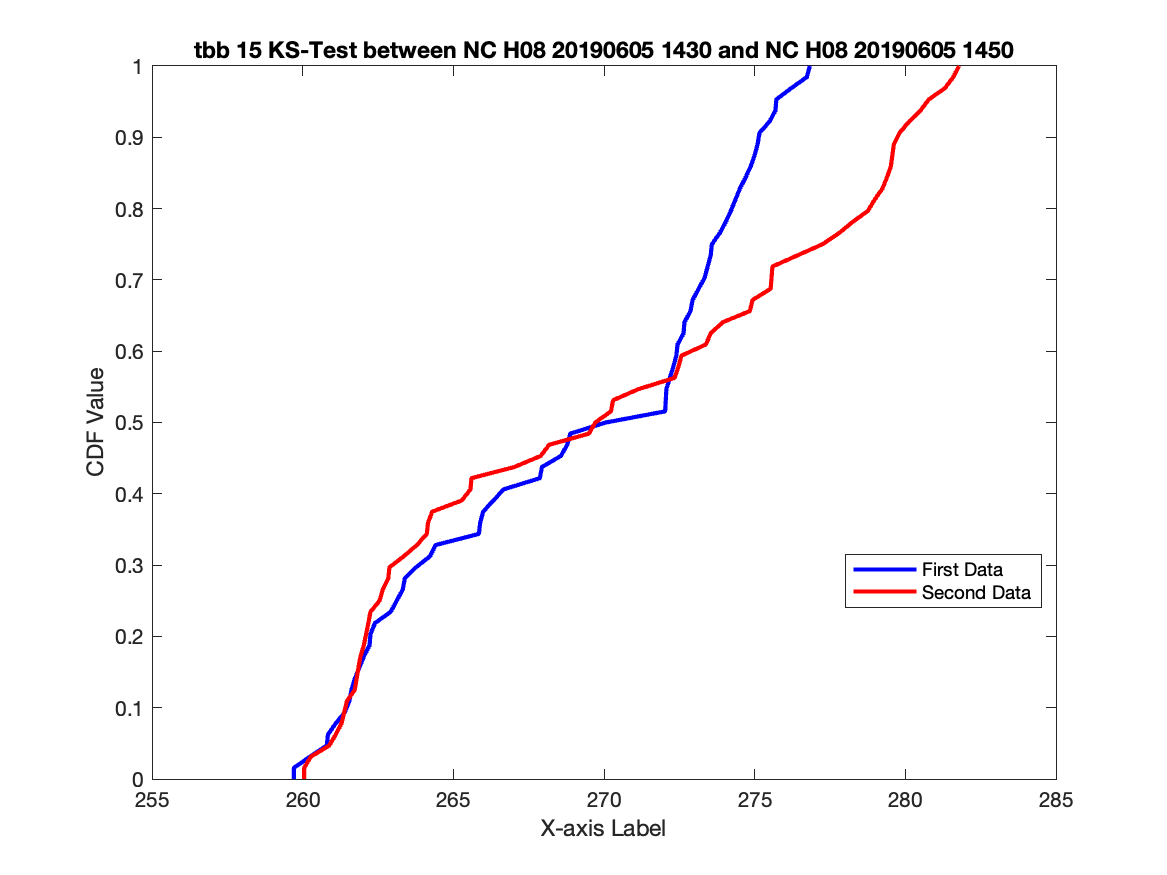 tbb 15 KS-Test between NC H08 20190605 1430 and NC H08 20190605 1450
1
0.9
0.8
0.7
0.6
0.5
0.4
0.3
0.2
0.1
0
CDF Value
First Data
Second Data
255 260 265 270 275 280 285
X-axis Label